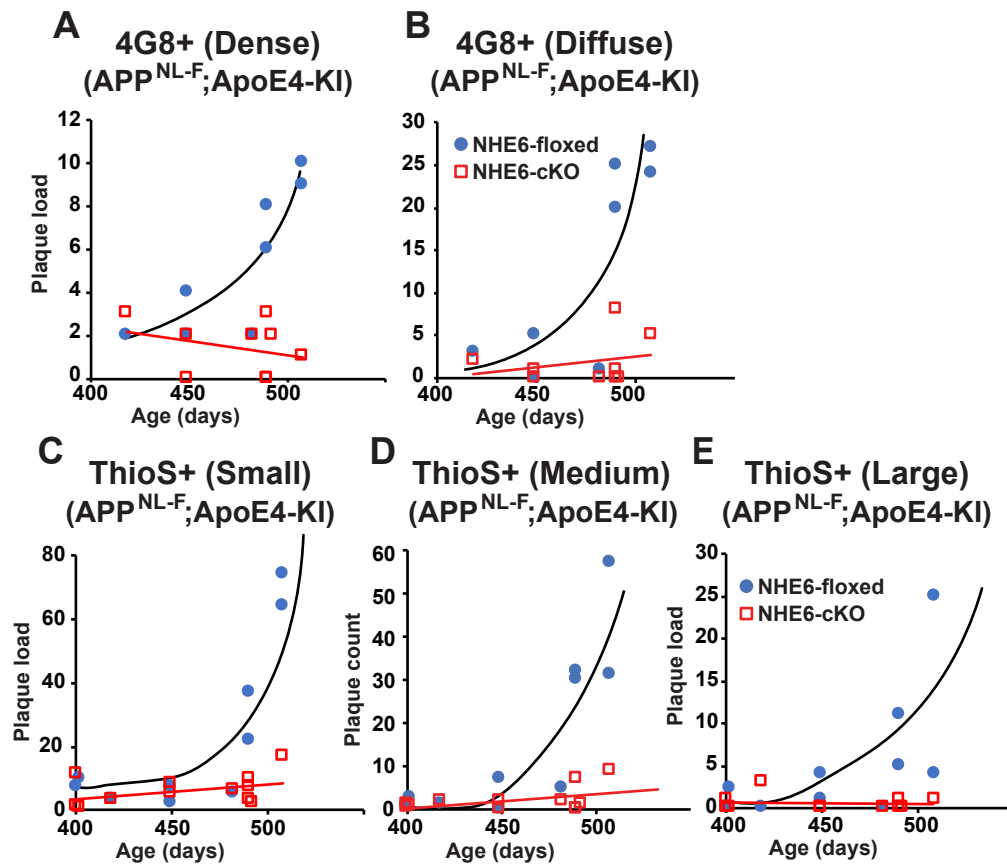 A
4G8+ (Dense)
(APP^NL-F;ApoE4-KI)
Plaque load
12
10
8
6
4
2
0
400
450
500
Age (days)
B
4G8+ (Diffuse)
(APP^NL-F;ApoE4-KI)
30
25
20
15
10
5
0
NHE6-floxed
NHE6-cKO
400
450
500
Age (days)
C
ThioS+ (Small)
(APP^NL-F;ApoE4-KI)
Plaque load
80
60
40
20
400
450
500
Age (days)
D
ThioS+ (Medium)
(APP^NL-F;ApoE4-KI)
Plaque count
60
50
40
30
20
10
0
400
450
500
Age (days)
E
ThioS+ (Large)
(APP^NL-F;ApoE4-KI)
Plaque load
30
25
20
15
10
5
0
NHE6-floxed
NHE6-cKO
400
450
500
Age (days)